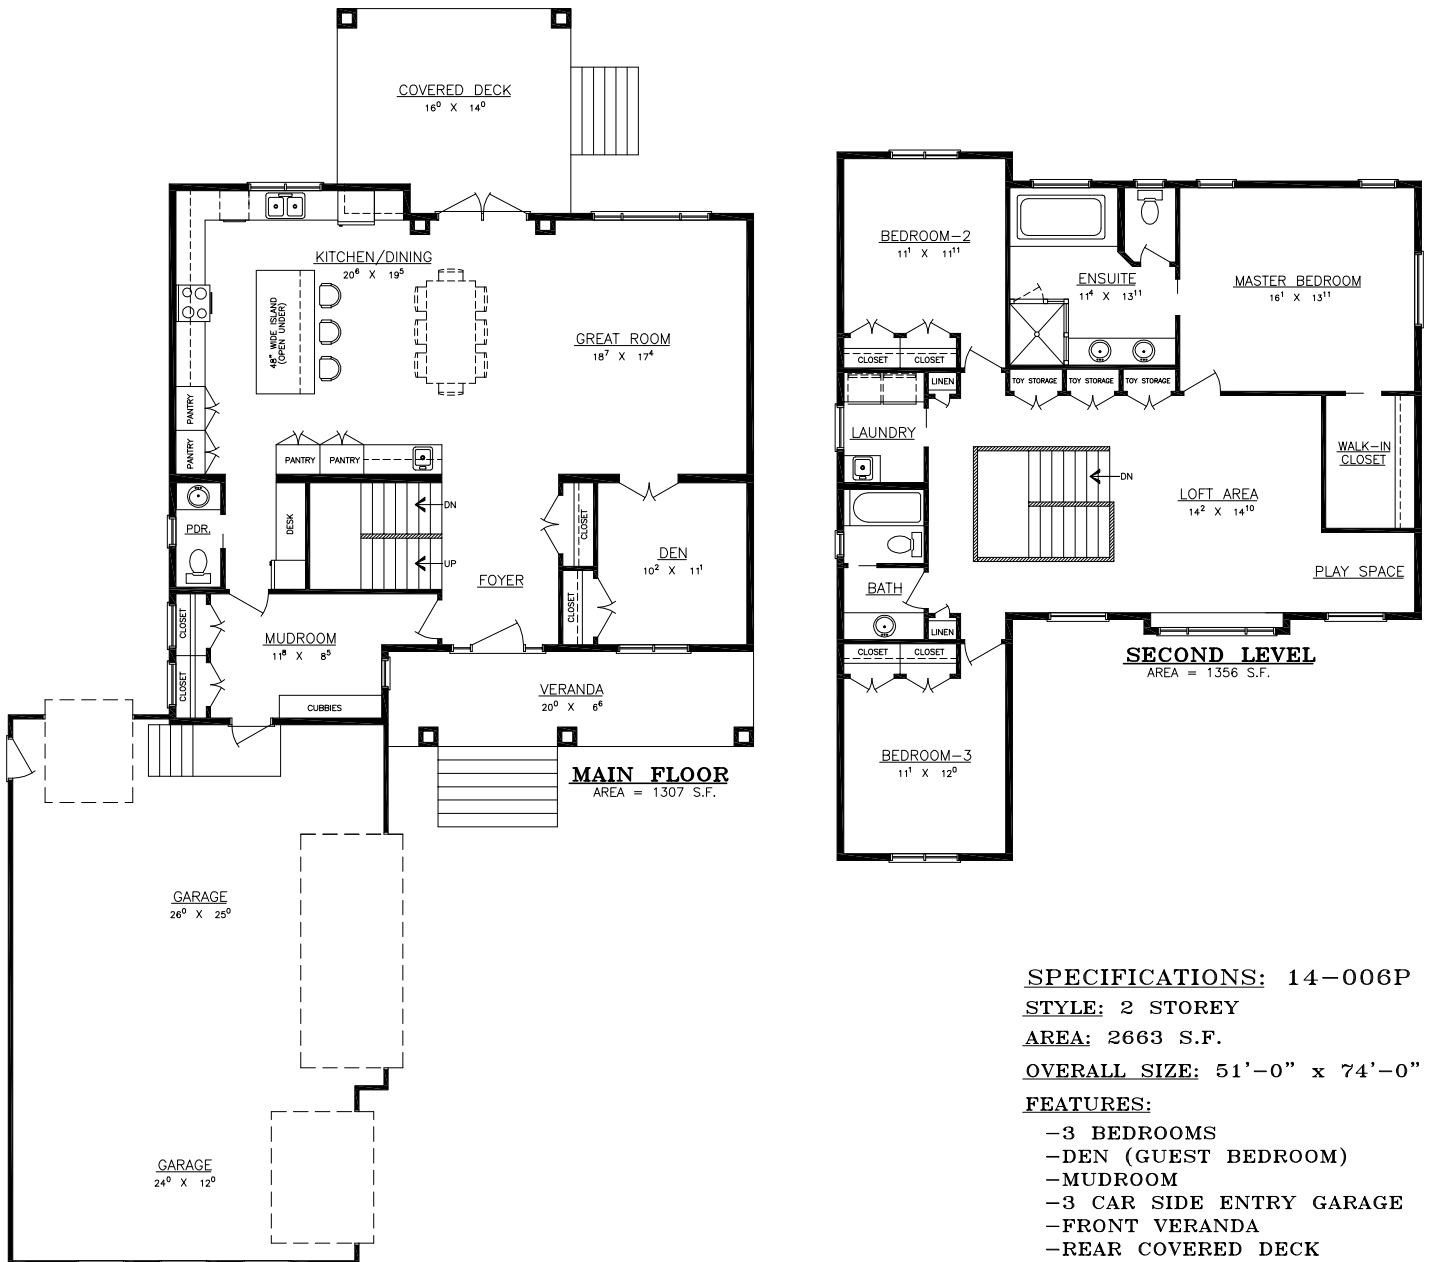 COVERED DECK
16⁰ X 14⁰
KITCHEN/DINING
20⁶ X 19⁵
48" WIDE ISLAND
(OPEN UNDER)
GREAT ROOM
18⁷ X 17⁴
PANTRY
PANTRY
PANTRY
PANTRY
PDR.
DESK
DN
UP
CLOSET
CLOSET
DEN
10² X 11¹
FOYER
MUDROOM
11⁸ X 8⁵
CLOSET
CLOSET
CUBBIES
VERANDA
20⁰ X 6⁶
MAIN FLOOR
AREA = 1307 S.F.
GARAGE
26⁰ X 25⁰
GARAGE
24⁰ X 12⁰
BEDROOM-2
11¹ X 11¹¹
ENSUITE
11⁴ X 13¹¹
MASTER BEDROOM
16¹ X 13¹¹
CLOSET
CLOSET
LINEN
TOY STORAGE
TOY STORAGE
TOY STORAGE
LAUNDRY
WALK-IN
CLOSET
DN
LOFT AREA
14² X 14¹⁰
PLAY SPACE
BATH
LINEN
CLOSET
CLOSET
SECOND LEVEL
AREA = 1356 S.F.
BEDROOM-3
11¹ X 12⁰
SPECIFICATIONS: 14-006P
STYLE: 2 STOREY
AREA: 2663 S.F.
OVERALL SIZE: 51'-0" x 74'-0"
FEATURES:
-3 BEDROOMS
-DEN (GUEST BEDROOM)
-MUDROOM
-3 CAR SIDE ENTRY GARAGE
-FRONT VERANDA
-REAR COVERED DECK